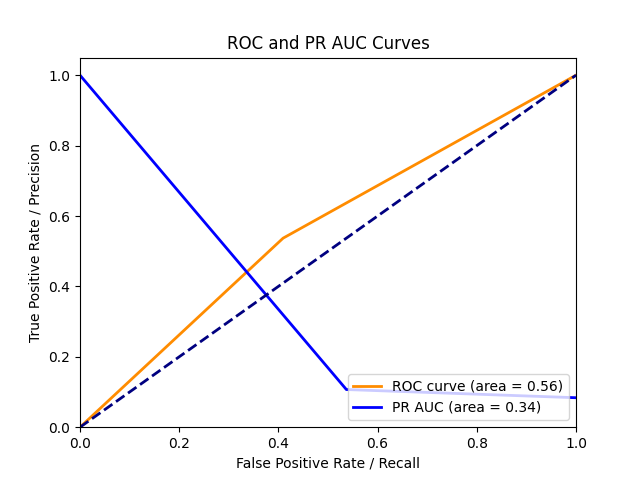 ROC and PR AUC Curves
True Positive Rate / Precision
1.0
0.8
0.6
0.4
0.2
0.0
ROC curve (area = 0.56)
PR AUC (area = 0.34)
0.0 0.2 0.4 0.6 0.8 1.0
False Positive Rate / Recall